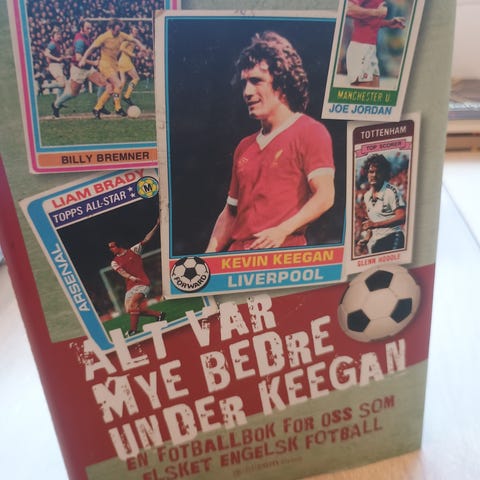 BILLY BREMNER
MANCHESTER U.
JOE JORDAN
TOTTENHAM
TOP SCORER
GLENN HODDLE
LIAM BRADY
TOPPS ALL-STAR
ARSENAL
KEVIN KEEGAN
LIVERPOOL
FORWARD
M
ALT VAR
MYE BEDRE
UNDER KEEGAN
EN FOTBALLBOK FOR OSS SOM
ELSKET ENGELSK FOTBALL